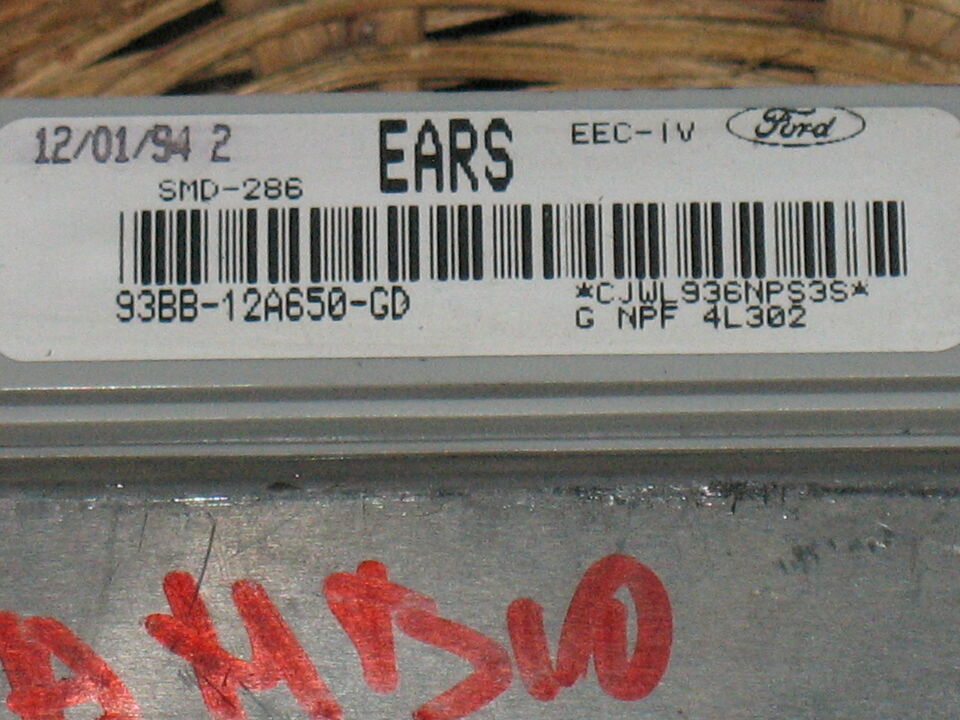 12/01/94 2 EARS EEC-IV Ford
SMD-286
93BB-12A650-GD *CJWL936NPS3S*
G NPF 4L302